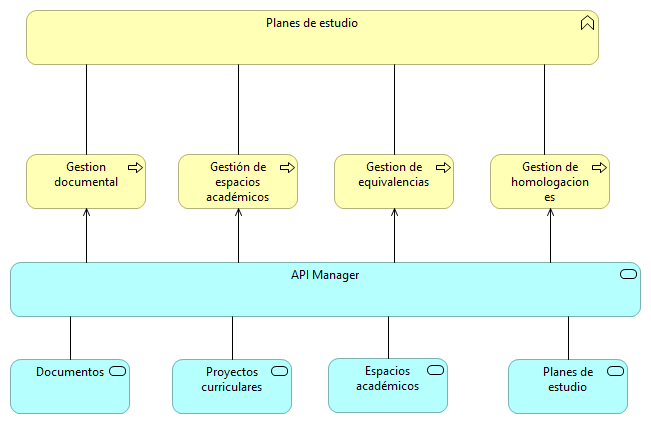 Planes de estudio
Gestion
documental
Gestión de
espacios
académicos
Gestion de
equivalencias
Gestion de
homologacion
es
API Manager
Documentos
Proyectos
curriculares
Espacios
académicos
Planes de
estudio